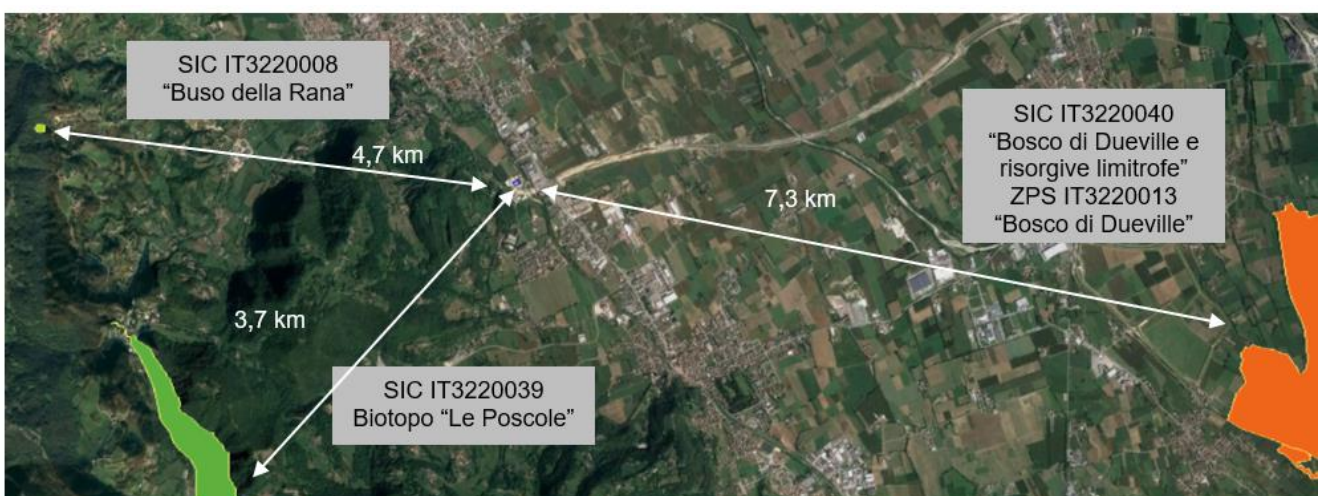 SIC IT3220008
“Buso della Rana”
4,7 km
SIC IT3220040
“Bosco di Dueville e
risorgive limitrofe”
ZPS IT3220013
“Bosco di Dueville”
7,3 km
3,7 km
SIC IT3220039
Biotopo “Le Poscole”